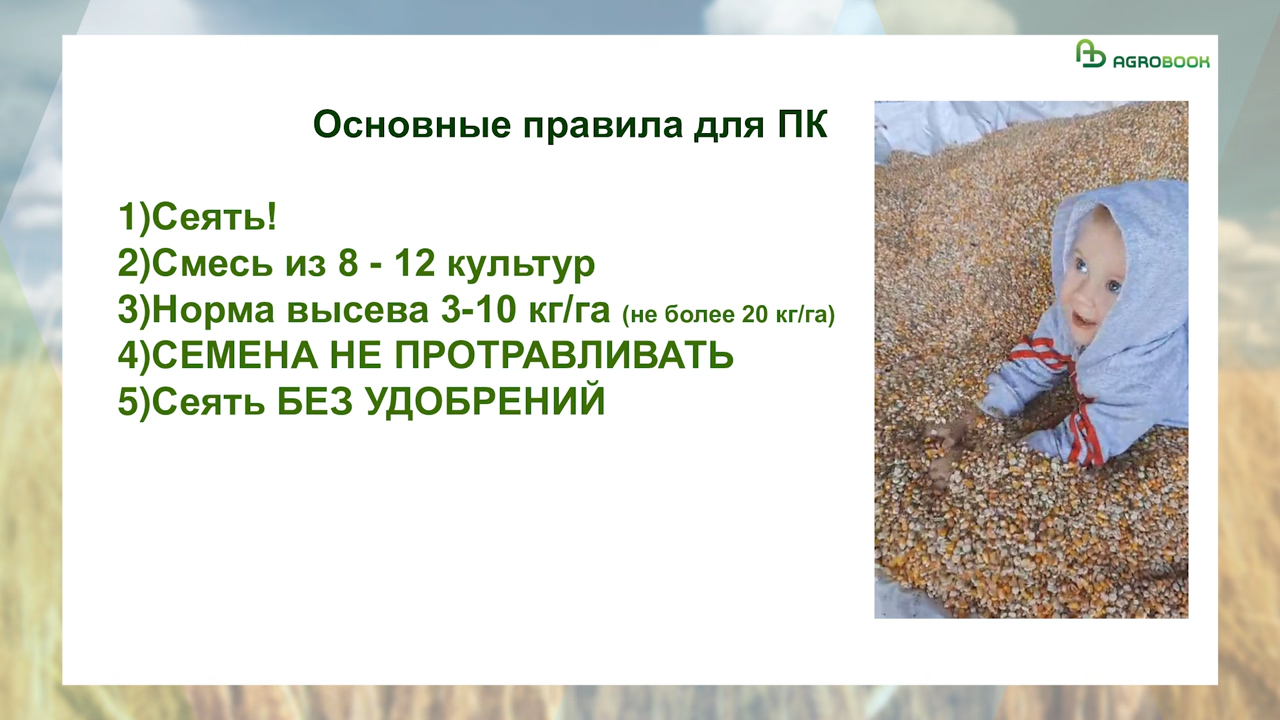 AGROBOOK
Основные правила для ПК
1)Сеять!
2)Смесь из 8 - 12 культур
3)Норма высева 3-10 кг/га (не более 20 кг/га)
4)СЕМЕНА НЕ ПРОТРАВЛИВАТЬ
5)Сеять БЕЗ УДОБРЕНИЙ